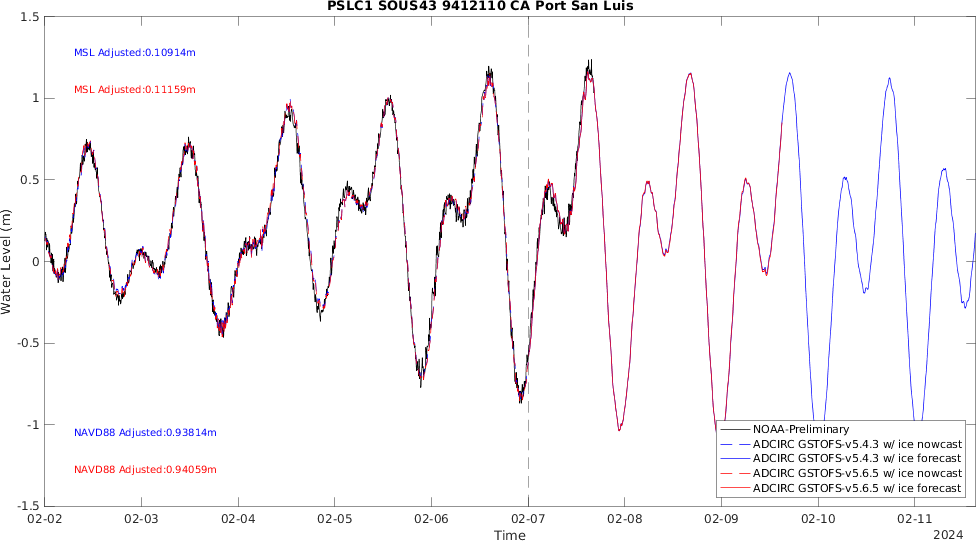 PSLC1 SOUS43 9412110 CA Port San Luis
1.5
MSL Adjusted:0.10914m
1
MSL Adjusted:0.11159m
0.5
Water Level (m)
0
-0.5
-1
NAVD88 Adjusted:0.93814m
NAVD88 Adjusted:0.94059m
-1.5
NOAA-Preliminary
ADCIRC GSTOFS-v5.4.3 w/ ice nowcast
ADCIRC GSTOFS-v5.4.3 w/ ice forecast
ADCIRC GSTOFS-v5.6.5 w/ ice nowcast
ADCIRC GSTOFS-v5.6.5 w/ ice forecast
02-02 02-03 02-04 02-05 02-06 02-07 02-08 02-09 02-10 02-11
Time
2024